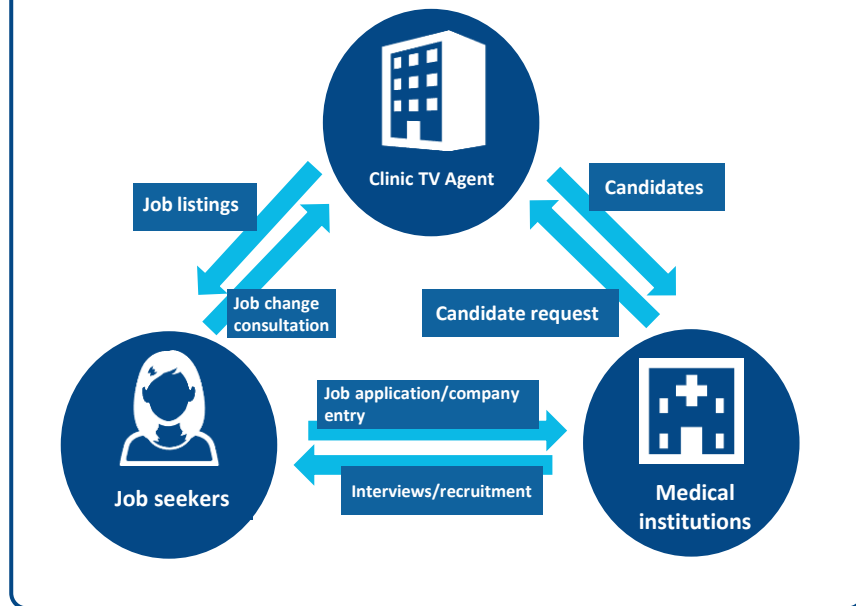 Clinic TV Agent
Job listings
Candidates
Job change
consultation
Candidate request
Job application/company
entry
Interviews/recruitment
Job seekers
Medical
institutions